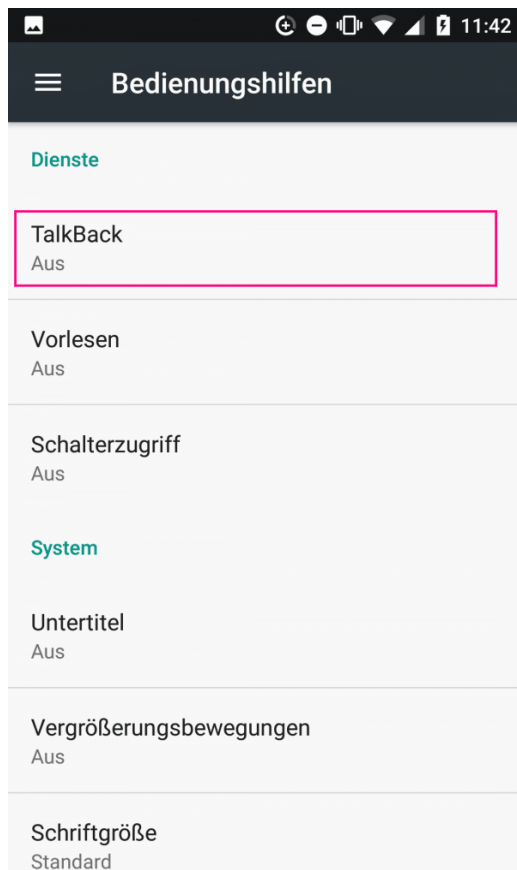 11:42
Bedienungshilfen
Dienste
TalkBack
Aus
Vorlesen
Aus
Schalterzugriff
Aus
System
Untertitel
Aus
Vergrößerungsbewegungen
Aus
Schriftgröße
Standard